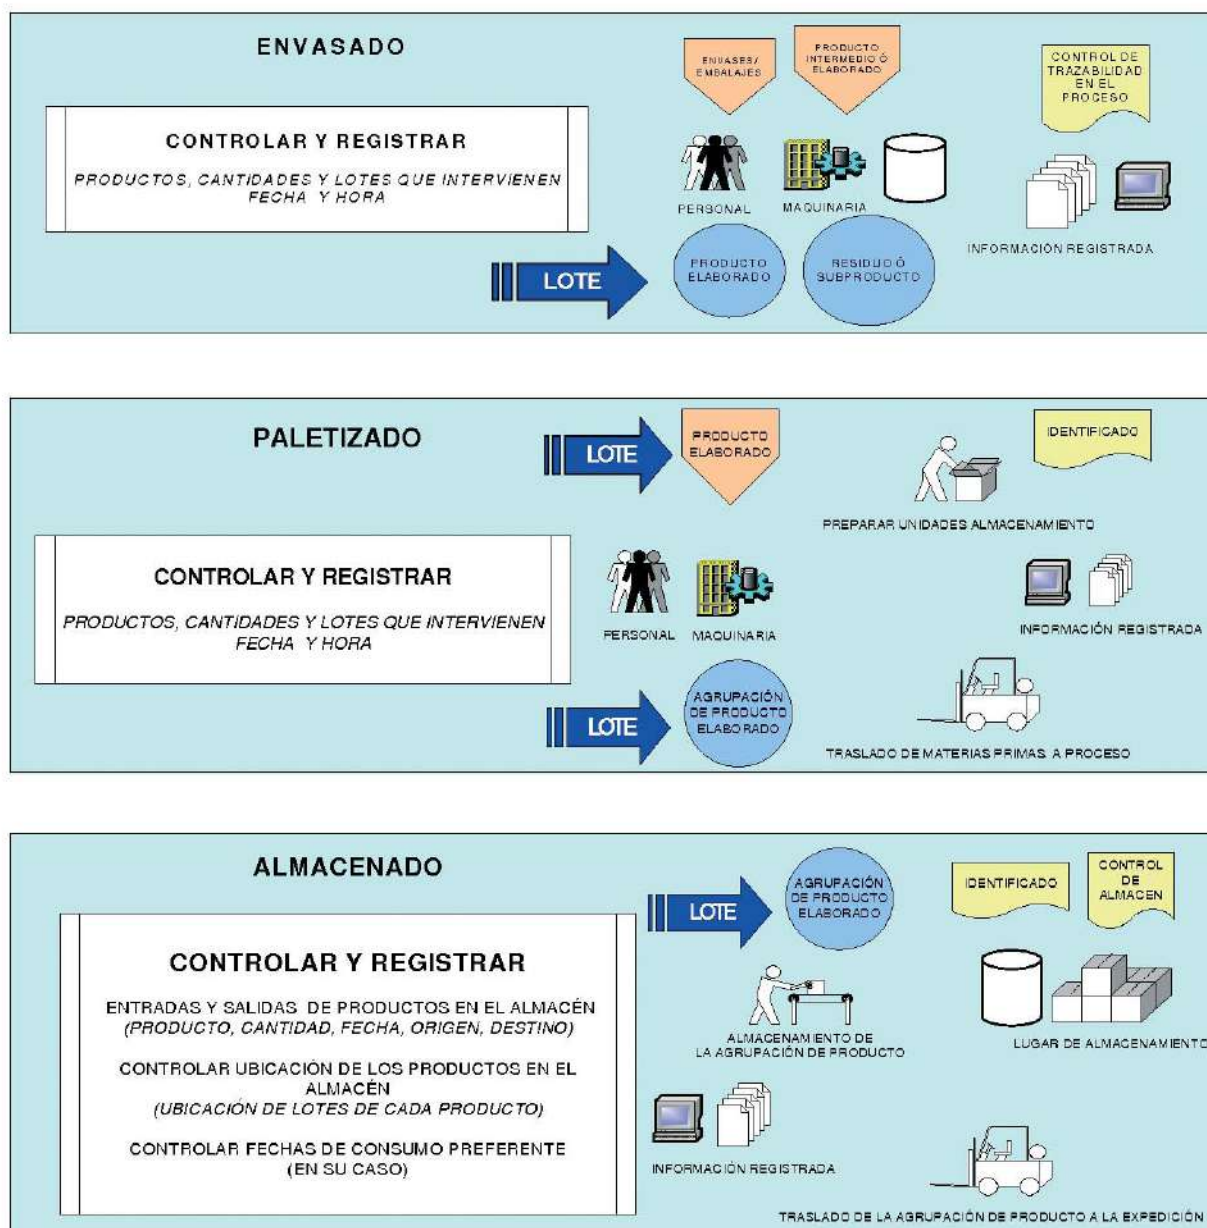 ENVASADO
CONTROLAR Y REGISTRAR
PRODUCTOS, CANTIDADES Y LOTES QUE INTERVIENEN
FECHA Y HORA
ENVASES/
EMBALAJES
PRODUCTO
INTERMEDIO Ó
ELABORADO
CONTROL DE
TRAZABILIDAD
EN EL
PROCESO
PERSONAL
MAQUINARIA
INFORMACIÓN REGISTRADA
LOTE
PRODUCTO
ELABORADO
RESIDUO Ó
SUBPRODUCTO
PALETIZADO
LOTE
PRODUCTO
ELABORADO
IDENTIFICADO
PREPARAR UNIDADES ALMACENAMIENTO
CONTROLAR Y REGISTRAR
PRODUCTOS, CANTIDADES Y LOTES QUE INTERVIENEN
FECHA Y HORA
PERSONAL
MAQUINARIA
INFORMACIÓN REGISTRADA
LOTE
AGRUPACIÓN
DE PRODUCTO
ELABORADO
TRASLADO DE MATERIAS PRIMAS. A PROCESO
ALMACENADO
LOTE
AGRUPACIÓN
DE PRODUCTO
ELABORADO
IDENTIFICADO
CONTROL
DE
ALMACEN
CONTROLAR Y REGISTRAR
ENTRADAS Y SALIDAS DE PRODUCTOS EN EL ALMACÉN
(PRODUCTO, CANTIDAD, FECHA, ORIGEN, DESTINO)
CONTROLAR UBICACIÓN DE LOS PRODUCTOS EN EL
ALMACÉN
(UBICACIÓN DE LOTES DE CADA PRODUCTO)
CONTROLAR FECHAS DE CONSUMO PREFERENTE
(EN SU CASO)
ALMACENAMIENTO DE
LA AGRUPACIÓN DE PRODUCTO
LUGAR DE ALMACENAMIENTO
INFORMACIÓN REGISTRADA
TRASLADO DE LA AGRUPACIÓN DE PRODUCTO A LA EXPEDICIÓN